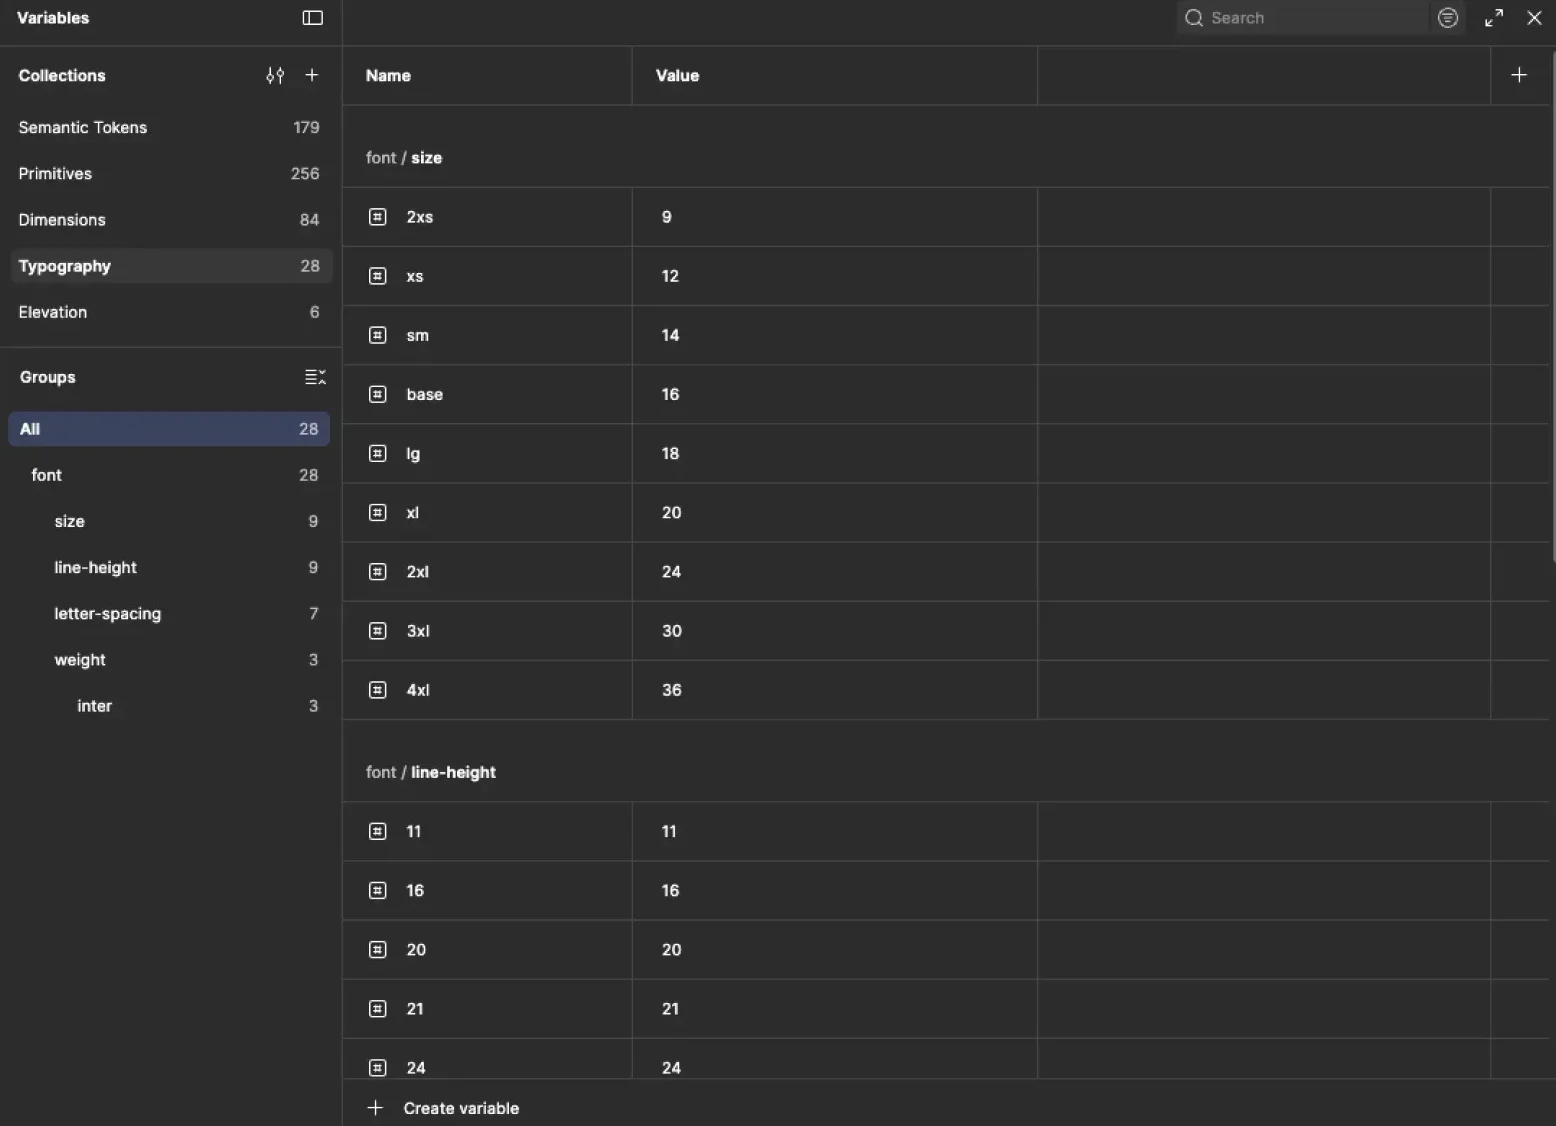 Variables
Search
Collections
Semantic Tokens 179
Primitives 256
Dimensions 84
Typography 28
Elevation 6
Groups
All 28
font 28
size 9
line-height 9
letter-spacing 7
weight 3
inter 3
Name Value
font / size
2xs 9
xs 12
sm 14
base 16
lg 18
xl 20
2xl 24
3xl 30
4xl 36
font / line-height
11 11
16 16
20 20
21 21
24 24
Create variable